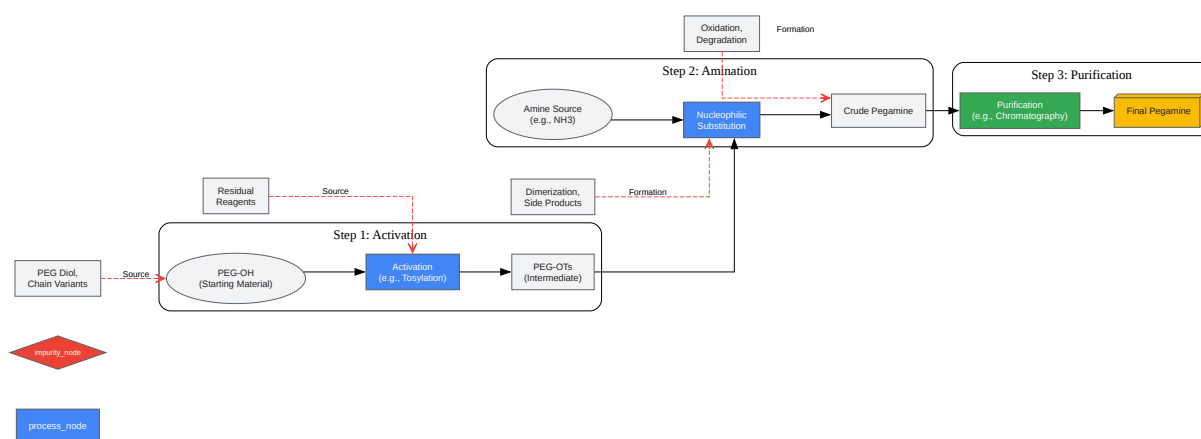 Oxidation,
Degradation
Formation
Step 2: Amination
Step 3: Purification
Amine Source
(e.g., NH3)
Nucleophilic
Substitution
Crude Pegamine
Purification
(e.g., Chromatography)
Final Pegamine
Residual
Reagents
Source
Dimerization,
Side Products
Formation
Step 1: Activation
PEG Diol,
Chain Variants
Source
PEG-OH
(Starting Material)
Activation
(e.g., Tosylation)
PEG-OTs
(Intermediate)
impurity_node
process_node